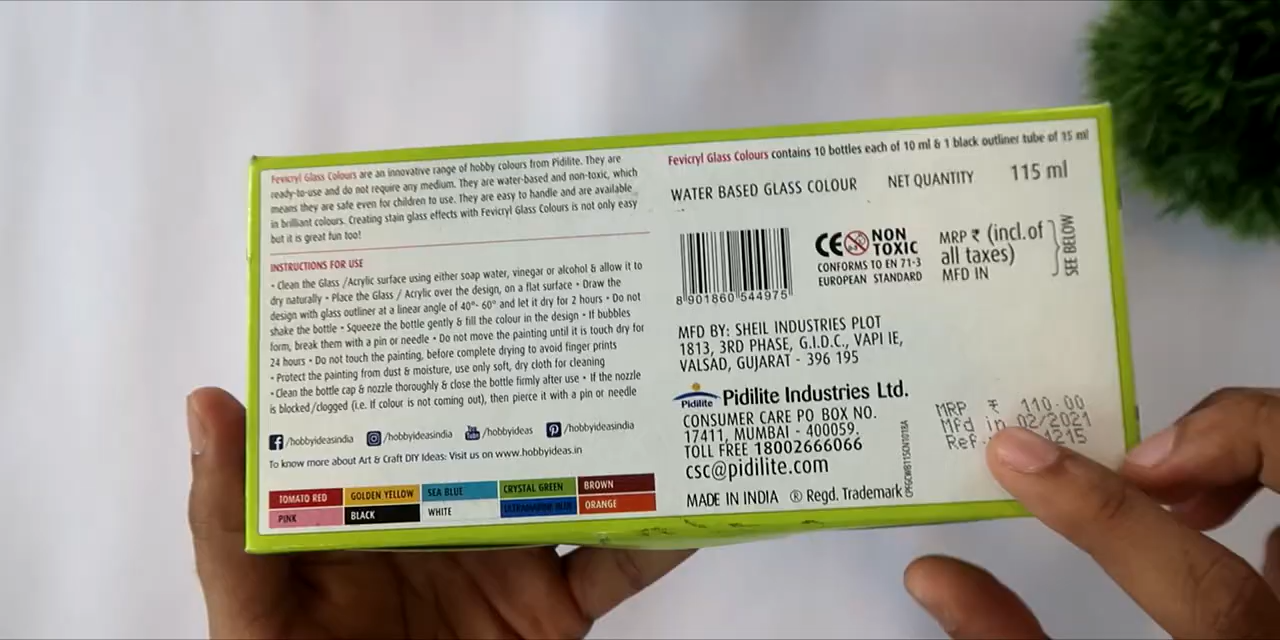 Fevicryl Glass Colours are an innovative range of hobby colours from Pidilite. They are
ready-to-use and do not require any medium. They are water-based and non-toxic, which
means they are safe even for children to use. They are easy to handle and are available
in brilliant colours. Creating stain glass effects with Fevicryl Glass Colours is not only easy
but it is great fun too!
INSTRUCTIONS FOR USE
• Clean the Glass /Acrylic surface using either soap water, vinegar or alcohol & allow it to
dry naturally • Place the Glass / Acrylic over the design, on a flat surface • Draw the
design with glass outliner at a linear angle of 40°- 60° and let it dry for 2 hours • Do not
shake the bottle • Squeeze the bottle gently & fill the colour in the design • If bubbles
form, break them with a pin or needle • Do not move the painting until it is touch dry for
24 hours • Do not touch the painting, before complete drying to avoid finger prints
• Protect the painting from dust & moisture, use only soft, dry cloth for cleaning
• Clean the bottle cap & nozzle thoroughly & close the bottle firmly after use • If the nozzle
is blocked/clogged (i.e. If colour is not coming out), then pierce it with a pin or needle
/hobbyideasindia /hobbyideasindia You Tube /hobbyideas /hobbyideasindia
To know more about Art & Craft DIY Ideas: Visit us on www.hobbyideas.in
TOMATO RED GOLDEN YELLOW SEA BLUE CRYSTAL GREEN BROWN
PINK BLACK WHITE ULTRAMARINE BLUE ORANGE
Fevicryl Glass Colours contains 10 bottles each of 10 ml & 1 black outliner tube of 15 ml
WATER BASED GLASS COLOUR NET QUANTITY 115 ml
8 901860 544975
CE NON TOXIC
CONFORMS TO EN 71-3
EUROPEAN STANDARD
MRP ₹ (incl.of
all taxes)
MFD IN
SEE BELOW
MFD BY: SHEIL INDUSTRIES PLOT
1813, 3RD PHASE, G.I.D.C., VAPI IE,
VALSAD, GUJARAT - 396 195
Pidilite Pidilite Industries Ltd.
CONSUMER CARE PO BOX NO.
17411, MUMBAI - 400059.
TOLL FREE 18002666066
csc@pidilite.com
MADE IN INDIA ® Regd. Trademark
MRP ₹ 110.00
Mfd in 02/2021
Ref. 1215